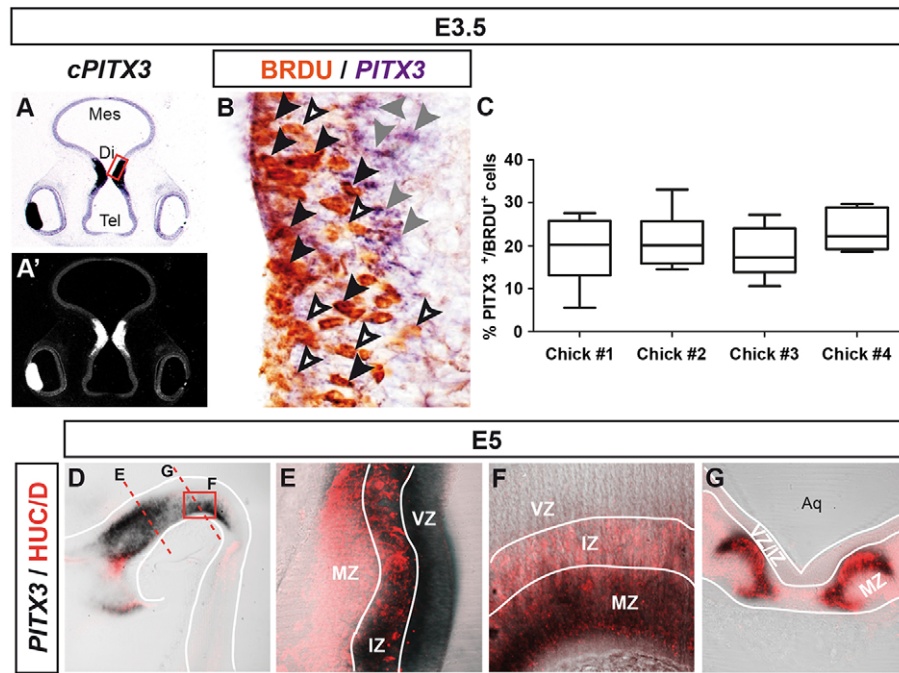 E3.5
cPITX3
BRDU / PITX3
A
Mes
Di
Tel
A'
B
C
% PITX3 +/BRDU+ cells
40
30
20
10
0
Chick #1
Chick #2
Chick #3
Chick #4
E5
PITX3 / HUC/D
D
E
G
F
E
MZ
IZ
VZ
F
VZ
IZ
MZ
G
Aq
VZ/IZ
MZ